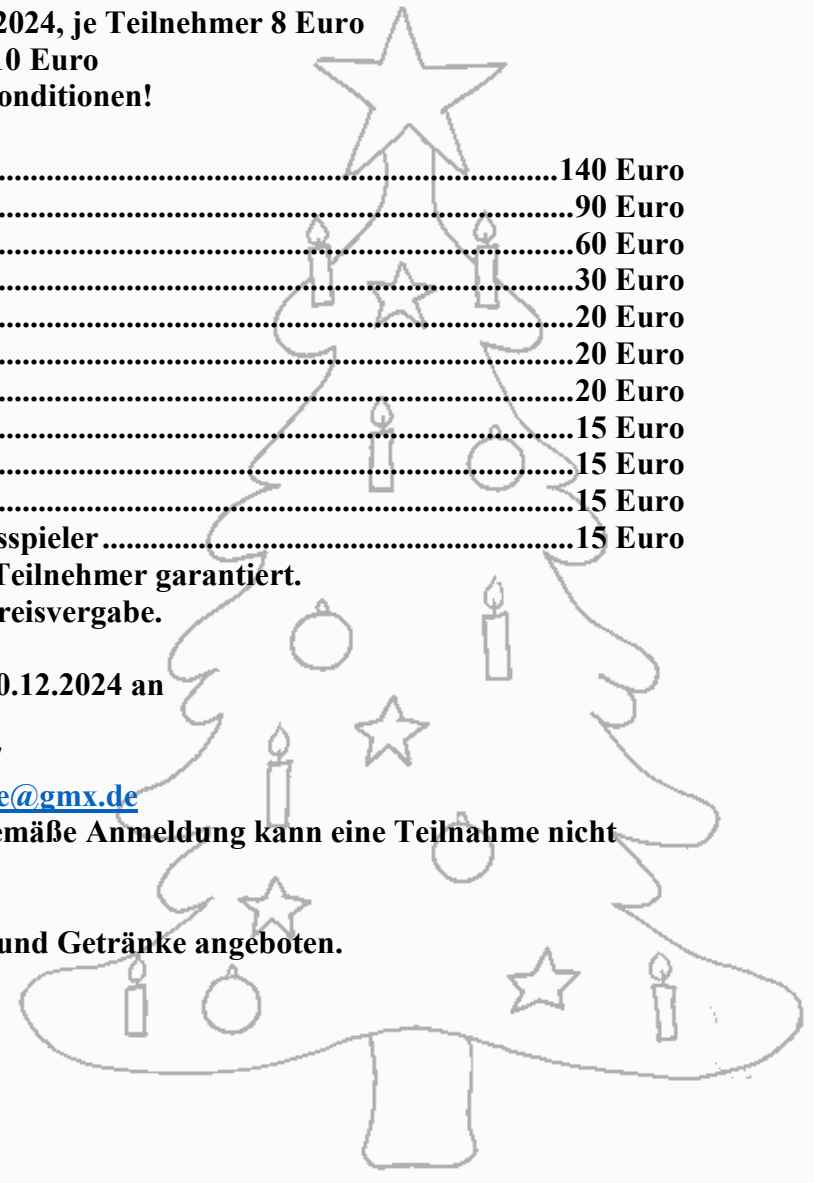 2024, je Teilnehmer 8 Euro
10 Euro
onditionen!
....................................................................................140 Euro
......................................................................................90 Euro
......................................................................................60 Euro
......................................................................................30 Euro
......................................................................................20 Euro
......................................................................................20 Euro
......................................................................................20 Euro
......................................................................................15 Euro
......................................................................................15 Euro
......................................................................................15 Euro
sspieler......................................................................15 Euro
Teilnehmer garantiert.
reisvergabe.
0.12.2024 an
e@gmx.de
emäße Anmeldung kann eine Teilnahme nicht
und Getränke angeboten.